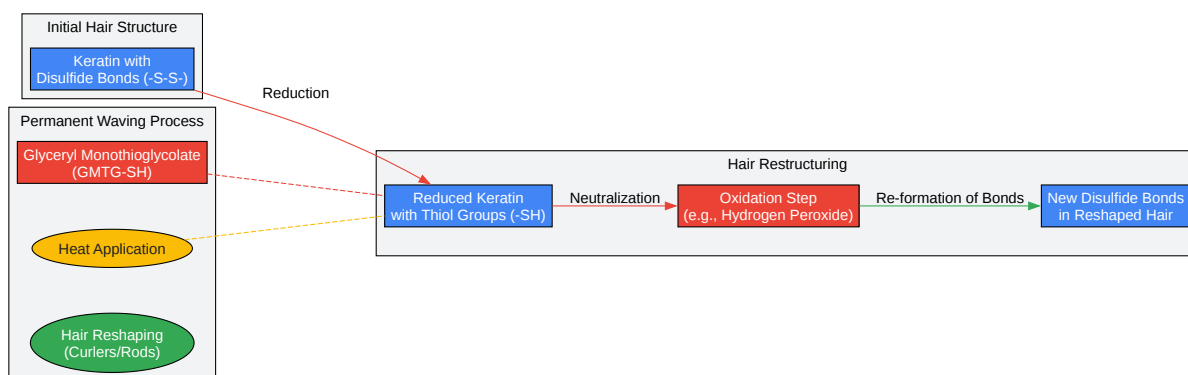 Initial Hair Structure
Keratin with
Disulfide Bonds (-S-S-)
Reduction
Permanent Waving Process
Glyceryl Monothioglycolate
(GMTG-SH)
Heat Application
Hair Reshaping
(Curlers/Rods)
Hair Restructuring
Reduced Keratin
with Thiol Groups (-SH)
Neutralization
Oxidation Step
(e.g., Hydrogen Peroxide)
Re-formation of Bonds
New Disulfide Bonds
in Reshaped Hair